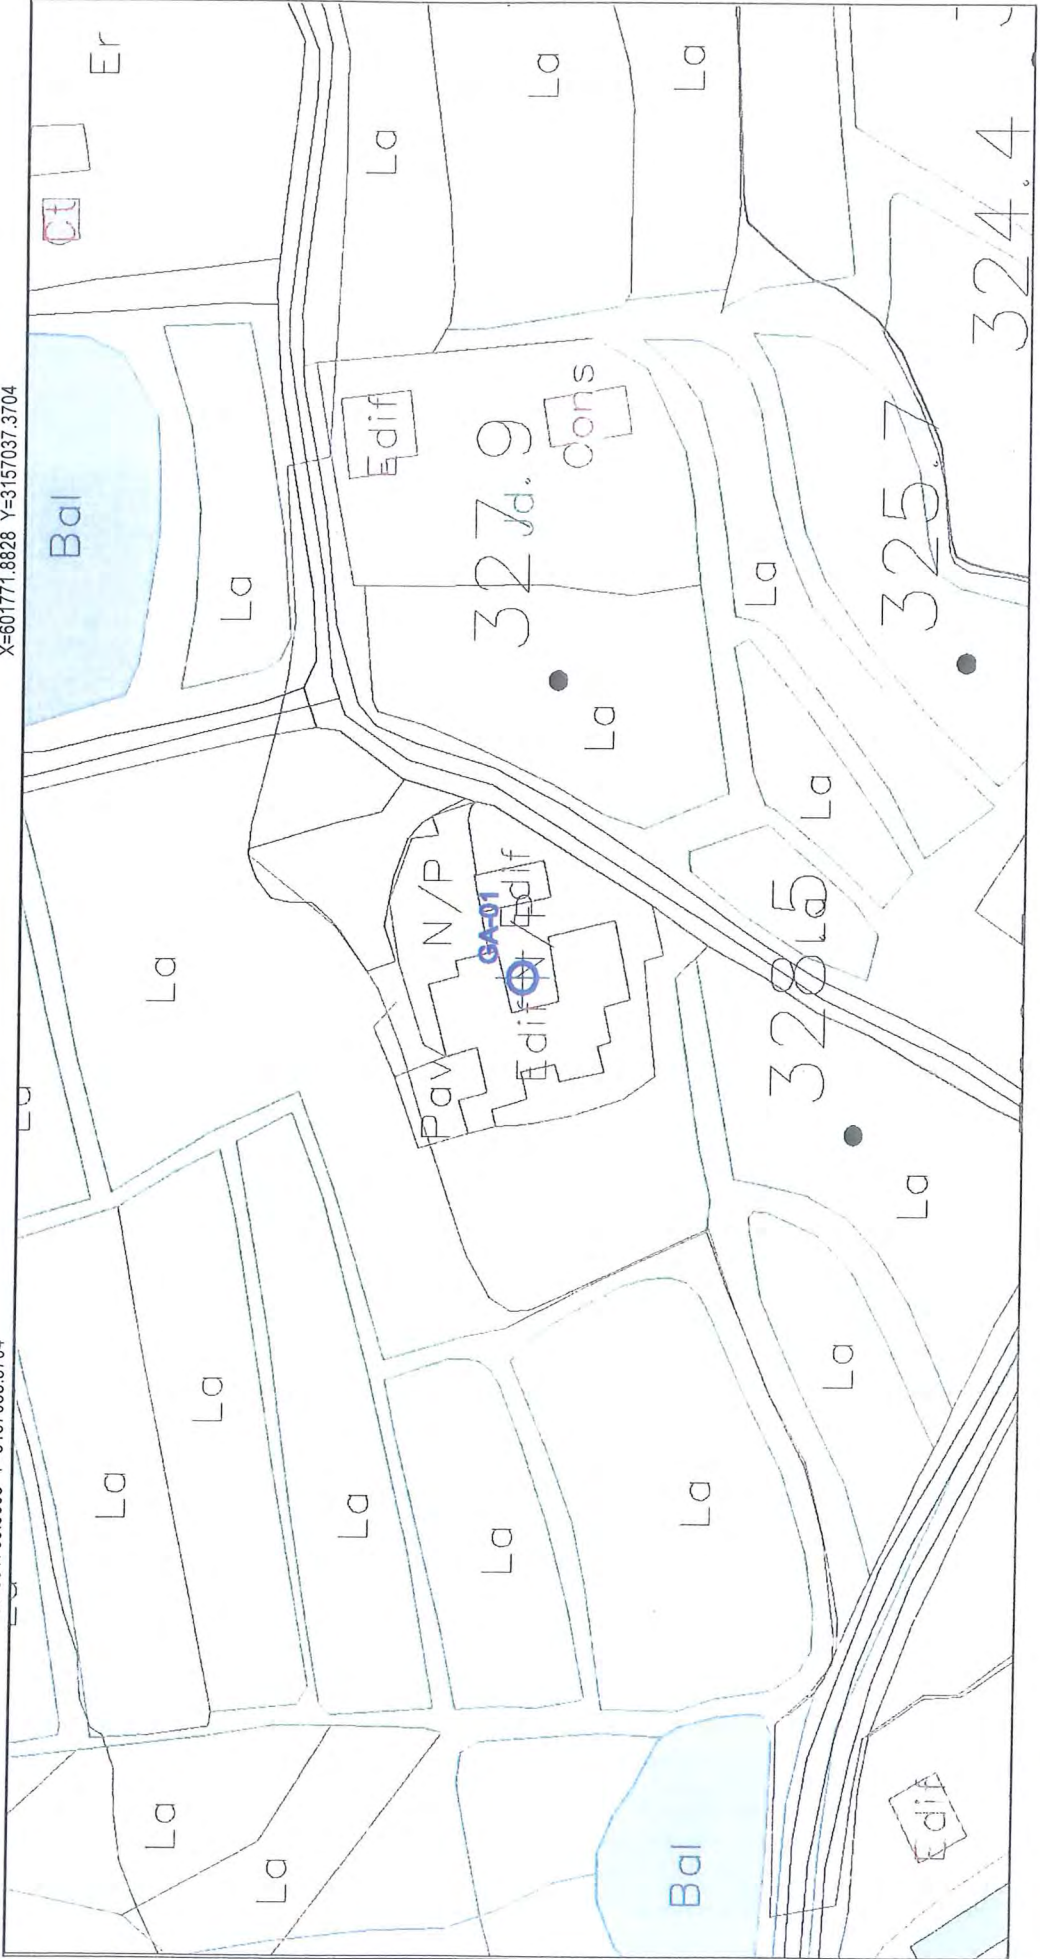 X=601771.8828 Y=3157037.3704
Er
La
La
La
Ct
324.4
Bal
La
Edif
Cons
327.9
Jd.
La
325.7
La
La
La
N/P
Edif
GA-01
N
Edif
Pav
328.5
La
La
La
La
La
La
La
La
La
La
Bal
Edif